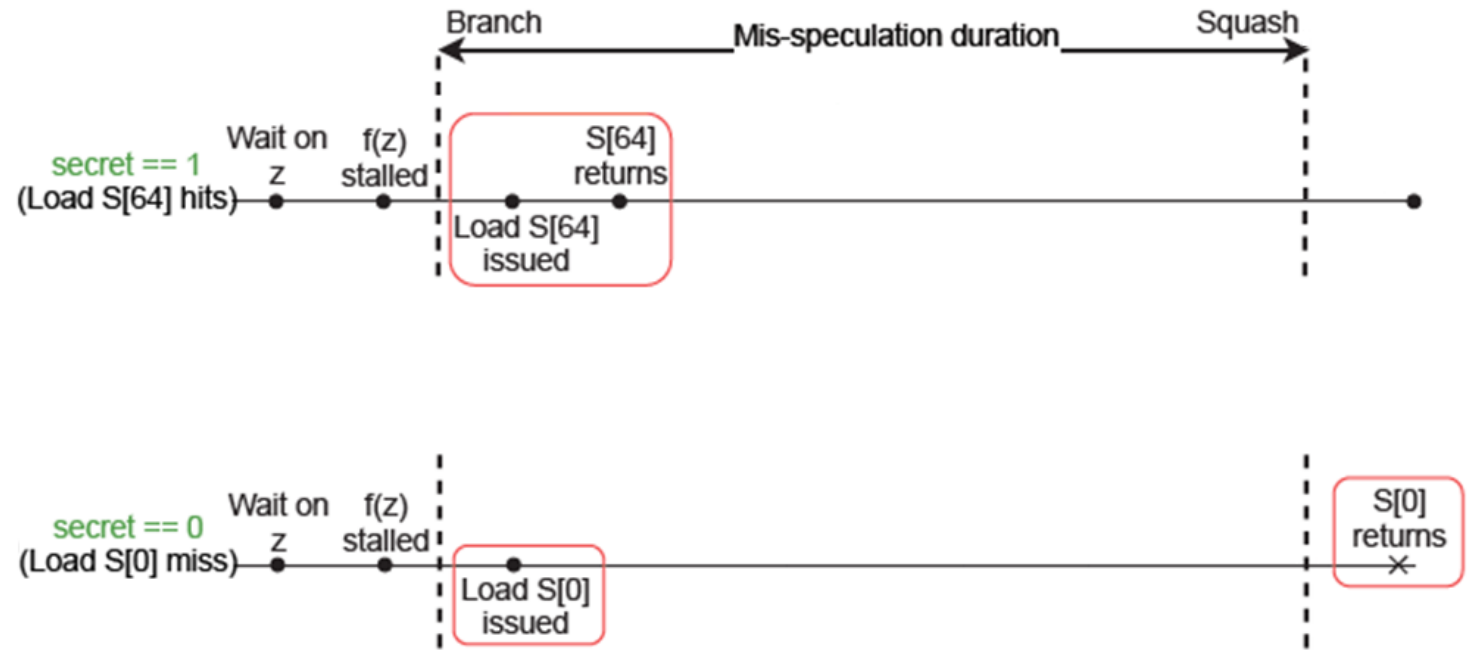 Branch
Mis-speculation duration
Squash
secret == 1
(Load S[64] hits)
Wait on
z
f(z)
stalled
S[64]
returns
Load S[64]
issued
secret == 0
(Load S[0] miss)
Wait on
z
f(z)
stalled
Load S[0]
issued
S[0]
returns